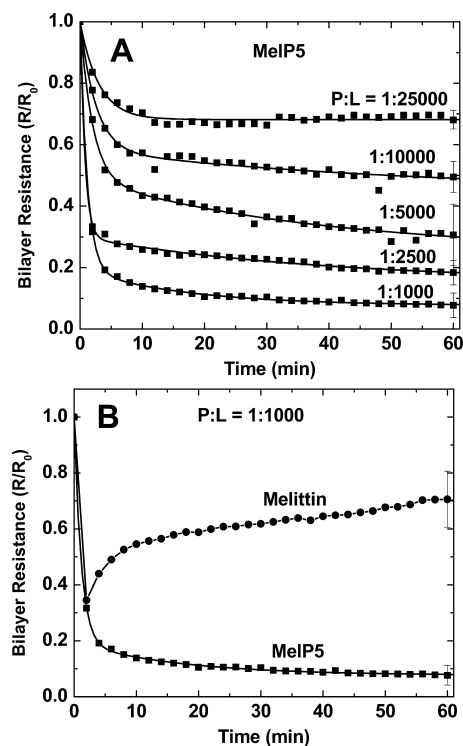 A
MelP5
P:L = 1:25000
1:10000
1:5000
1:2500
1:1000
Bilayer Resistance (R/R₀)
1.0
0.8
0.6
0.4
0.2
0.0
0 10 20 30 40 50 60
Time (min)
B
P:L = 1:1000
Melittin
MelP5
Bilayer Resistance (R/R₀)
1.0
0.8
0.6
0.4
0.2
0.0
0 10 20 30 40 50 60
Time (min)